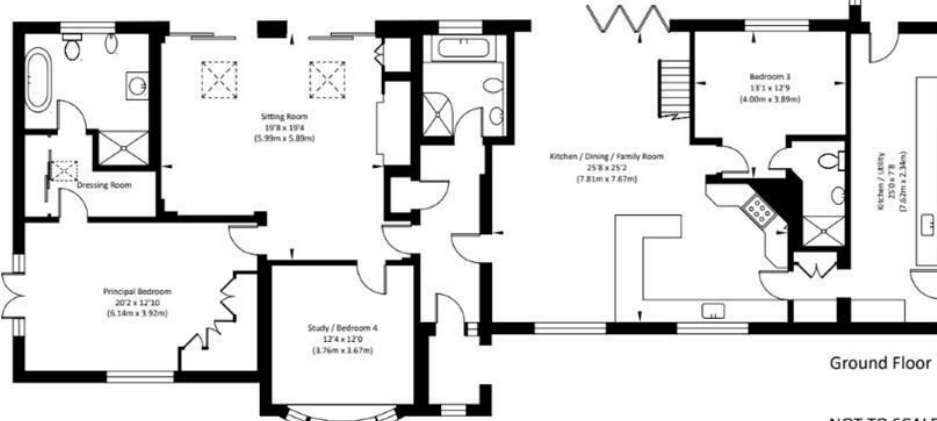 Sitting Room
19'8 x 19'4
(5.99m x 5.89m)
Dressing Room
Principal Bedroom
20'2 x 12'10
(6.14m x 3.92m)
Study / Bedroom 4
12'4 x 12'0
(3.76m x 3.67m)
Kitchen / Dining / Family Room
25'8 x 25'2
(7.81m x 7.67m)
Bedroom 3
13'1 x 12'9
(4.00m x 3.89m)
Kitchen / Utility
25'0 x 7'8
(7.62m x 2.34m)
Ground Floor